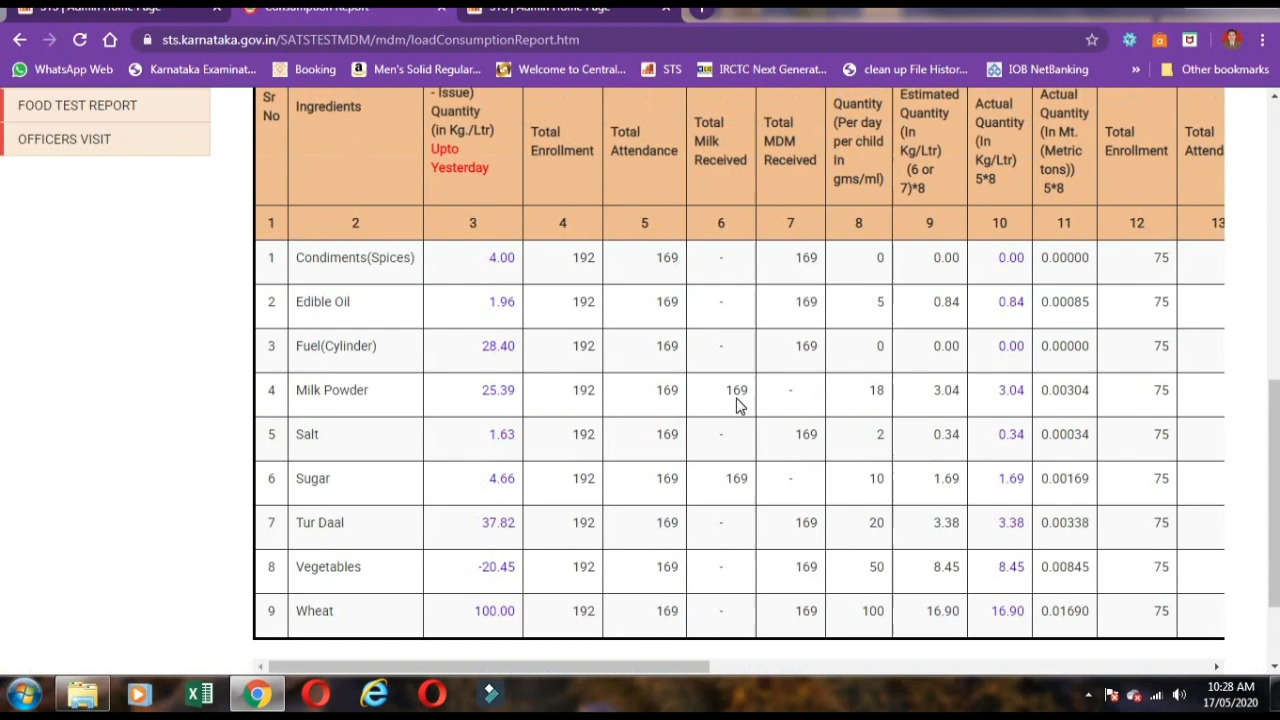 STS | Admin Home Page × Consumption Report × STS | Admin Home Page × +
sts.karnataka.gov.in/SATSTESTMDM/mdm/loadConsumptionReport.htm
WhatsApp Web Karnataka Examinat... Booking Men's Solid Regular... Welcome to Central... STS IRCTC Next Generat... clean up File Histor... IOB NetBanking » Other bookmarks
FOOD TEST REPORT
OFFICERS VISIT
Sr
No
Ingredients
- Issue)
Quantity
(in Kg./Ltr)
Upto
Yesterday
Total
Enrollment
Total
Attendance
Total
Milk
Received
Total
MDM
Received
Quantity
(Per day
per child
In
gms/ml)
Estimated
Quantity
(In
Kg/Ltr)
(6 or
7)*8
Actual
Quantity
(In
Kg/Ltr)
5*8
Actual
Quantity
(In Mt.
(Metric
tons))
5*8
Total
Enrollment
Total
Attend
1 2 3 4 5 6 7 8 9 10 11 12 13
1 Condiments(Spices) 4.00 192 169 - 169 0 0.00 0.00 0.00000 75
2 Edible Oil 1.96 192 169 - 169 5 0.84 0.84 0.00085 75
3 Fuel(Cylinder) 28.40 192 169 - 169 0 0.00 0.00 0.00000 75
4 Milk Powder 25.39 192 169 169 - 18 3.04 3.04 0.00304 75
5 Salt 1.63 192 169 - 169 2 0.34 0.34 0.00034 75
6 Sugar 4.66 192 169 169 - 10 1.69 1.69 0.00169 75
7 Tur Daal 37.82 192 169 - 169 20 3.38 3.38 0.00338 75
8 Vegetables -20.45 192 169 - 169 50 8.45 8.45 0.00845 75
9 Wheat 100.00 192 169 - 169 100 16.90 16.90 0.01690 75
10:28 AM
17/05/2020